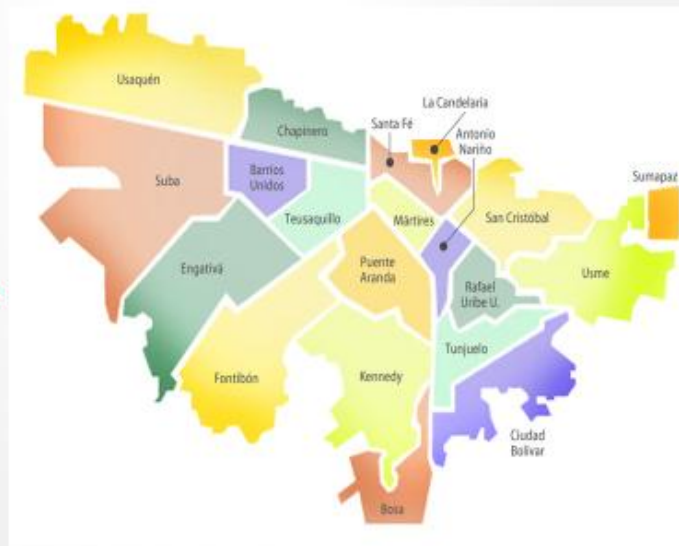 Usaquén
La Candelaria
Chapinero
Santa Fé
Antonio
Nariño
Barrios
Unidos
Suba
Sumapaz
Teusaquillo
Mártires
San Cristóbal
Engativá
Puente
Aranda
Usme
Rafael
Uribe U.
Tunjuelo
Fontibón
Kennedy
Ciudad
Bolivar
Bosa